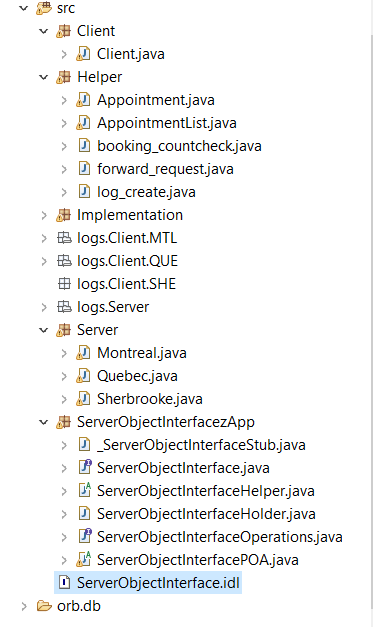 src
Client
Client.java
Helper
Appointment.java
AppointmentList.java
booking_countcheck.java
forward_request.java
log_create.java
Implementation
logs.Client.MTL
logs.Client.QUE
logs.Client.SHE
logs.Server
Server
Montreal.java
Quebec.java
Sherbrooke.java
ServerObjectInterfacezApp
_ServerObjectInterfaceStub.java
ServerObjectInterface.java
ServerObjectInterfaceHelper.java
ServerObjectInterfaceHolder.java
ServerObjectInterfaceOperations.java
ServerObjectInterfacePOA.java
ServerObjectInterface.idl
orb.db